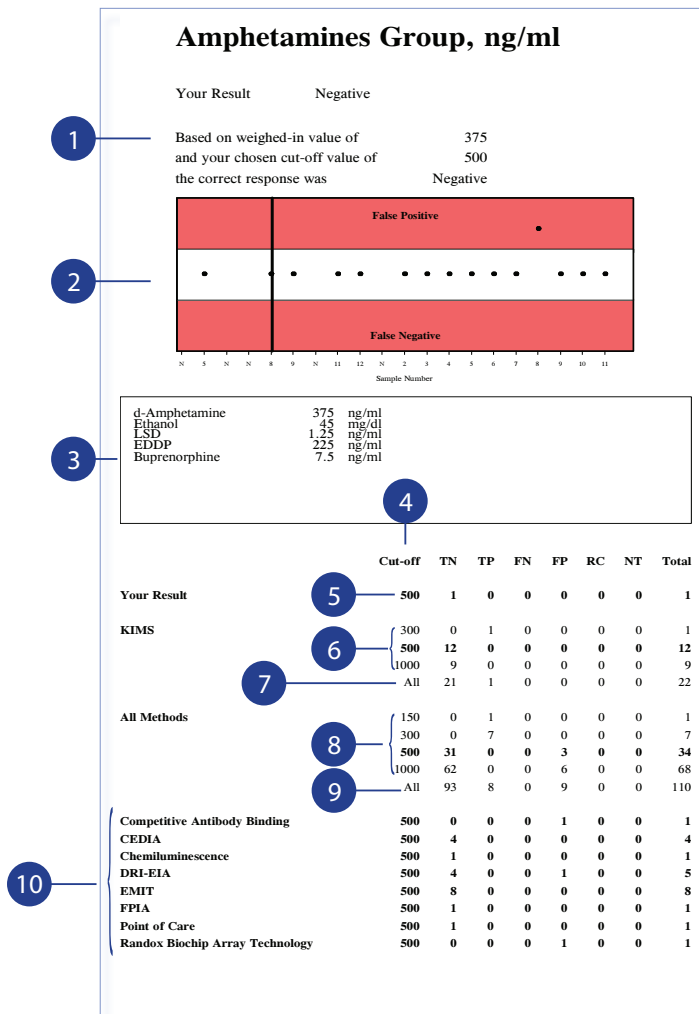 Amphetamines Group, ng/ml
Your Result Negative
1
Based on weighed-in value of 375
and your chosen cut-off value of 500
the correct response was Negative
False Positive
2
False Negative
N 5 N N 8 9 N 11 12 N 2 3 4 5 6 7 8 9 10 11
Sample Number
d-Amphetamine 375 ng/ml
Ethanol 45 mg/dl
LSD 1.25 ng/ml
EDDP 225 ng/ml
3
Buprenorphine 7.5 ng/ml
4
Cut-off TN TP FN FP RC NT Total
Your Result 5 500 1 0 0 0 0 0 1
KIMS 300 0 1 0 0 0 0 1
6 500 12 0 0 0 0 0 12
1000 9 0 0 0 0 0 9
7 All 21 1 0 0 0 0 22
All Methods 150 0 1 0 0 0 0 1
8 300 0 7 0 0 0 0 7
500 31 0 0 3 0 0 34
1000 62 0 0 6 0 0 68
9 All 93 8 0 9 0 0 110
Competitive Antibody Binding 500 0 0 0 1 0 0 1
CEDIA 500 4 0 0 0 0 0 4
Chemiluminescence 500 1 0 0 0 0 0 1
DRI-EIA 500 4 0 0 1 0 0 5
10
EMIT 500 8 0 0 0 0 0 8
FPIA 500 1 0 0 0 0 0 1
Point of Care 500 1 0 0 0 0 0 1
Randox Biochip Array Technology 500 0 0 0 1 0 0 1